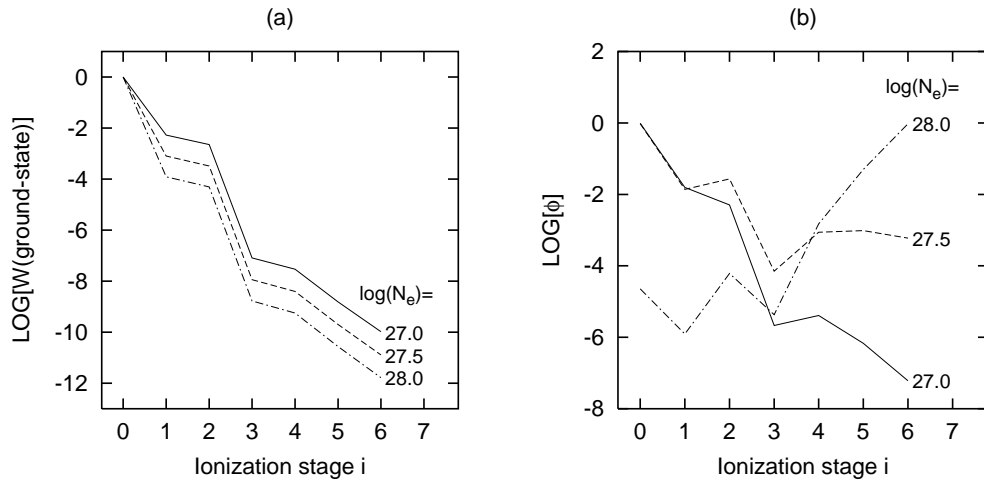 (a)
LOG[W(ground-state)]
0
-2
-4
-6
-8
-10
-12
log(Nₑ)=
27.0
27.5
28.0
0 1 2 3 4 5 6 7
Ionization stage i
(b)
LOG[ϕ]
2
0
-2
-4
-6
-8
log(Nₑ)=
28.0
27.5
27.0
0 1 2 3 4 5 6 7
Ionization stage i